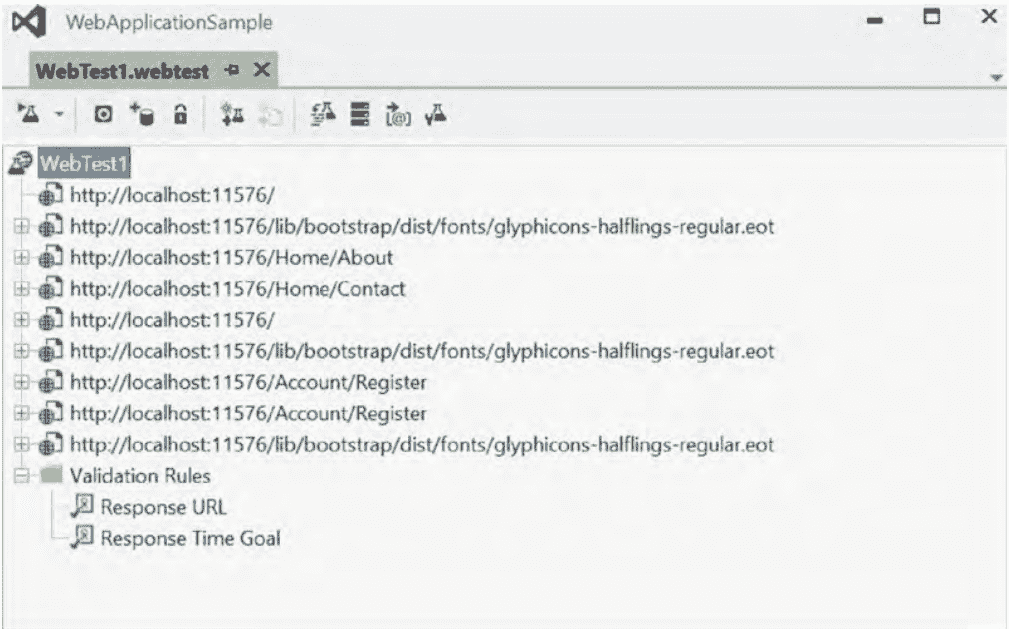 WebApplicationSample
WebTest1.webtest
WebTest1
http://localhost:11576/
http://localhost:11576/lib/bootstrap/dist/fonts/glyphicons-halflings-regular.eot
http://localhost:11576/Home/About
http://localhost:11576/Home/Contact
http://localhost:11576/
http://localhost:11576/lib/bootstrap/dist/fonts/glyphicons-halflings-regular.eot
http://localhost:11576/Account/Register
http://localhost:11576/Account/Register
http://localhost:11576/lib/bootstrap/dist/fonts/glyphicons-halflings-regular.eot
Validation Rules
Response URL
Response Time Goal